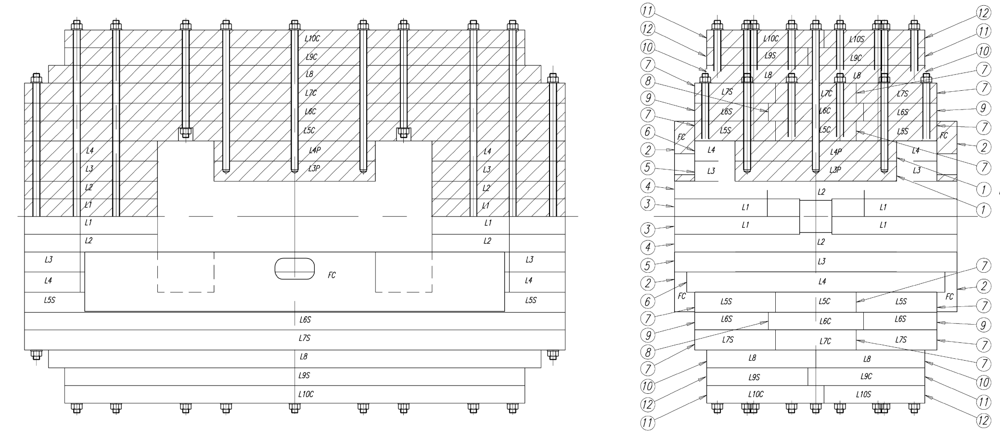 L10C
L9C
L8
L7C
L6C
L5C
L4 L4P L4
L3 L3P L3
L2 L2
L1 L1
L1 L1
L2 L2
L3 L3
FC
L4 L4
L5S L5S
L6S
L7S
L8
L9S
L10C
11 12
12 L10C L10S 11
10 L9S L9C 10
7 L8 L8 7
8 L7S L7C L7S 7
9 L6S L6C L6S 9
7 L5S L5C L5S 7
6 FC FC
2 L4 L4P L4 2
5 L3 L3P L3 7
4 L2 1
3 L1 L1 1
3 L1 L1
4 L2
5 L3 7
2 L4 2
6 FC L5S L5C L5S FC 7
7 L6S L6C L6S
9 9
8 L7S L7C L7S 7
7 L8 L8 7
10 L9S L9C 10
12 L10C L10S 11
11 12